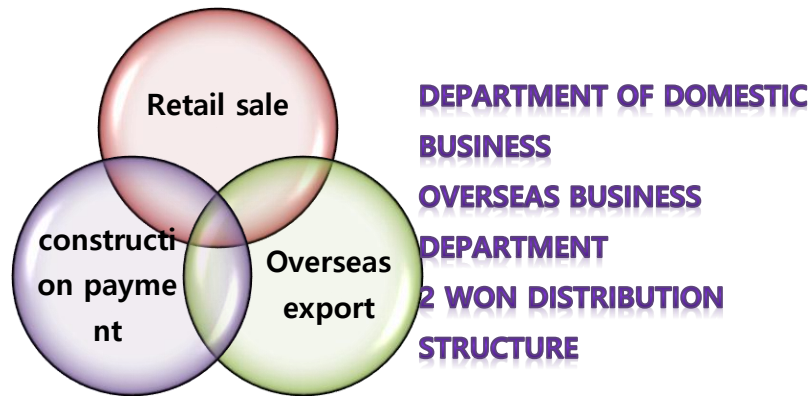 Retail sale
constructi
on payme
nt
Overseas
export
DEPARTMENT OF DOMESTIC
BUSINESS
OVERSEAS BUSINESS
DEPARTMENT
2 WON DISTRIBUTION
STRUCTURE